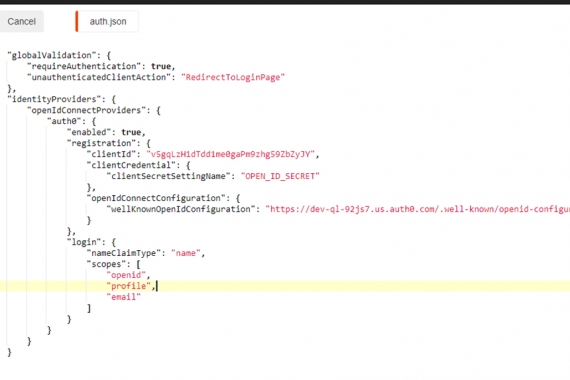 Cancel
auth.json
"globalValidation": {
"requireAuthentication": true,
"unauthenticatedClientAction": "RedirectToLoginPage"
},
"identityProviders": {
"openIdConnectProviders": {
"auth0": {
"enabled": true,
"registration": {
"clientId":
"clientCredential": {
"clientSecretSettingName": "OPEN_ID_SECRET"
},
"openIdConnectConfiguration": {
"wellKnownOpenIdConfiguration": "https://dev-ql-92js7.us.auth0.com/.well-known/openid-configu
}
},
"login": {
"nameClaimType": "name",
"scopes": [
"openid",
"profile",
"email"
]
}
}
}
}